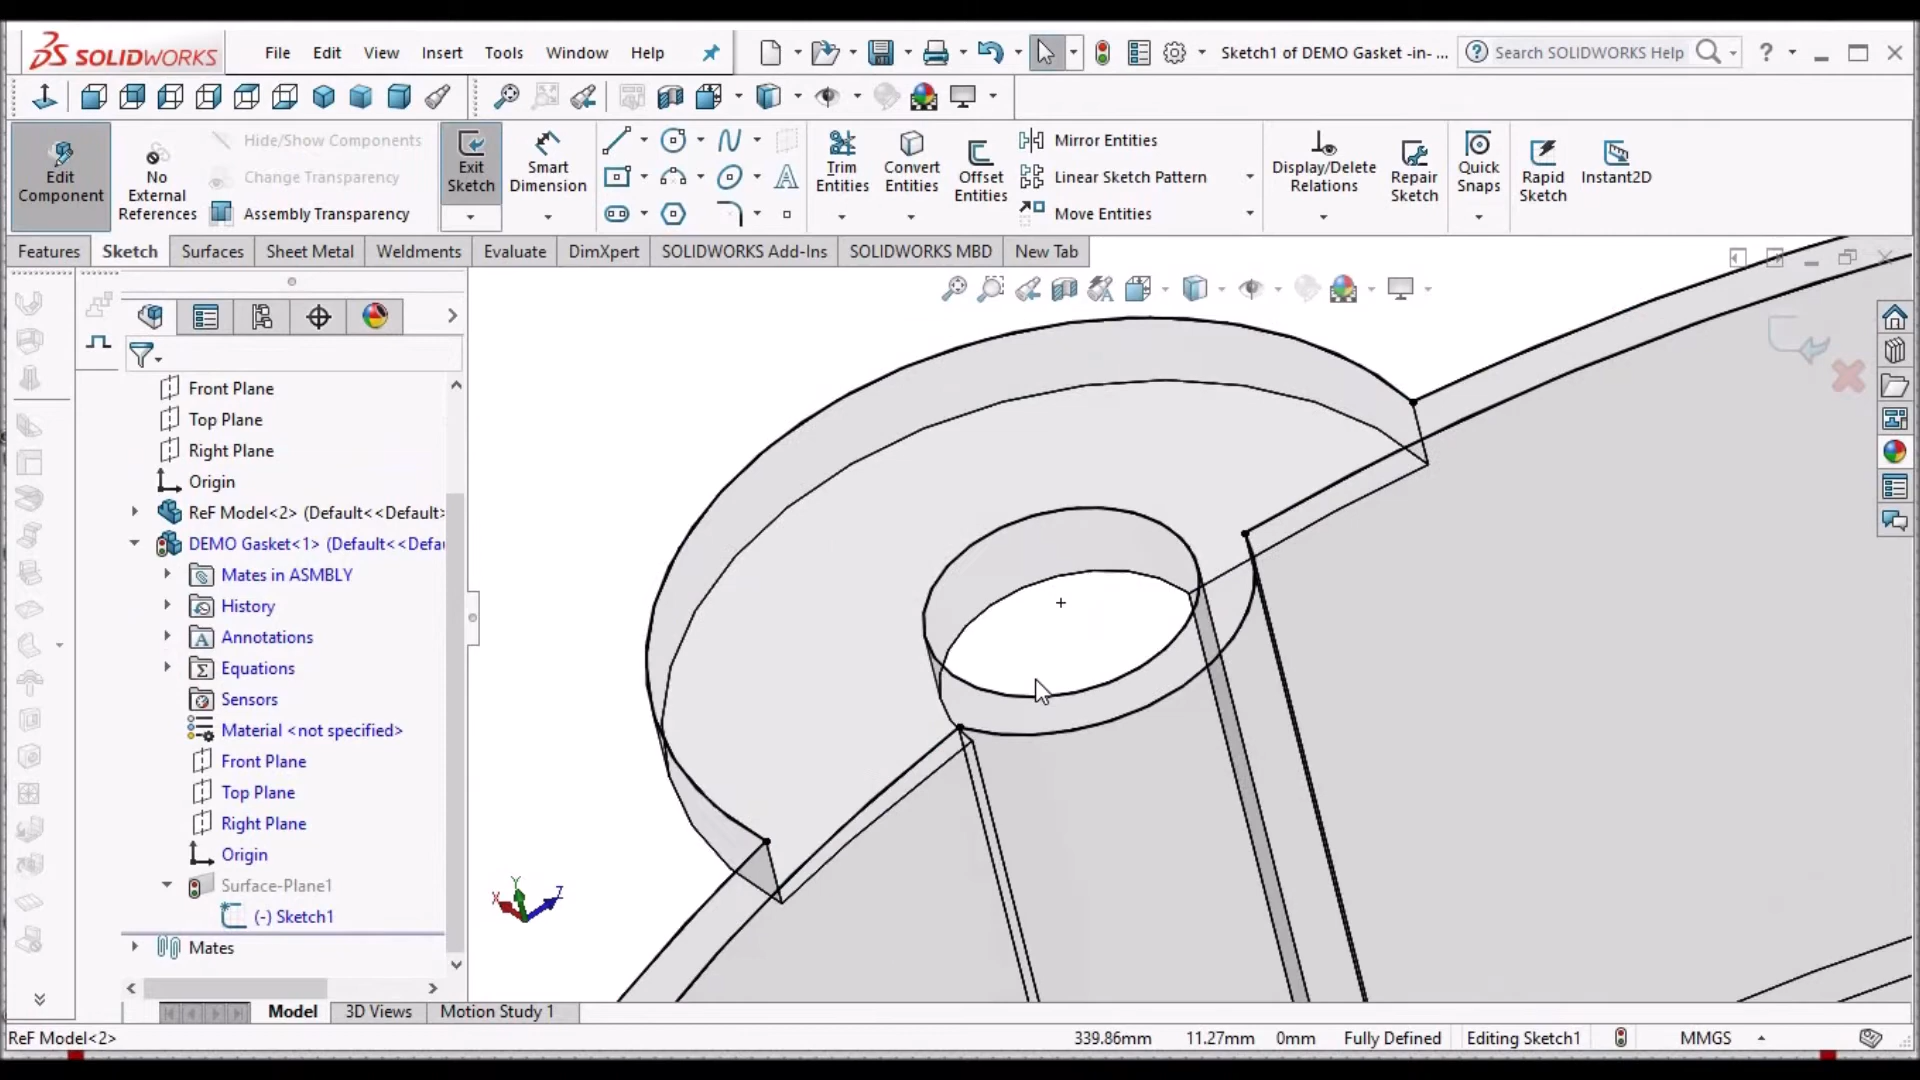 SOLIDWORKS File Edit View Insert Tools Window Help Sketch1 of DEMO Gasket -in- ... Search SOLIDWORKS Help ?
Edit Component
No External References
Hide/Show Components
Change Transparency
Assembly Transparency
Exit Sketch
Smart Dimension
Trim Entities
Convert Entities
Offset Entities
Mirror Entities
Linear Sketch Pattern
Move Entities
Display/Delete Relations
Repair Sketch
Quick Snaps
Rapid Sketch
Instant2D
Features Sketch Surfaces Sheet Metal Weldments Evaluate DimXpert SOLIDWORKS Add-Ins SOLIDWORKS MBD New Tab
Front Plane
Top Plane
Right Plane
Origin
ReF Model<2> (Default<<Default>
DEMO Gasket<1> (Default<<Defa
Mates in ASMBLY
History
Annotations
Equations
Sensors
Material <not specified>
Front Plane
Top Plane
Right Plane
Origin
Surface-Plane1
(-) Sketch1
Mates
X Y Z
Model 3D Views Motion Study 1
ReF Model<2> 339.86mm 11.27mm 0mm Fully Defined Editing Sketch1 MMGS